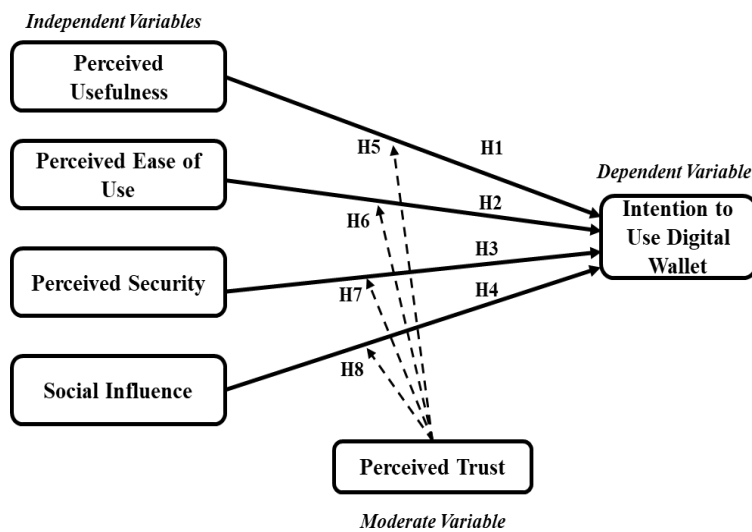 Independent Variables
Perceived
Usefulness
H5
H1
Perceived Ease of
Use
H6
H2
Dependent Variable
Intention to
Use Digital
Wallet
Perceived Security
H7
H3
H4
Social Influence
H8
Perceived Trust
Moderate Variable